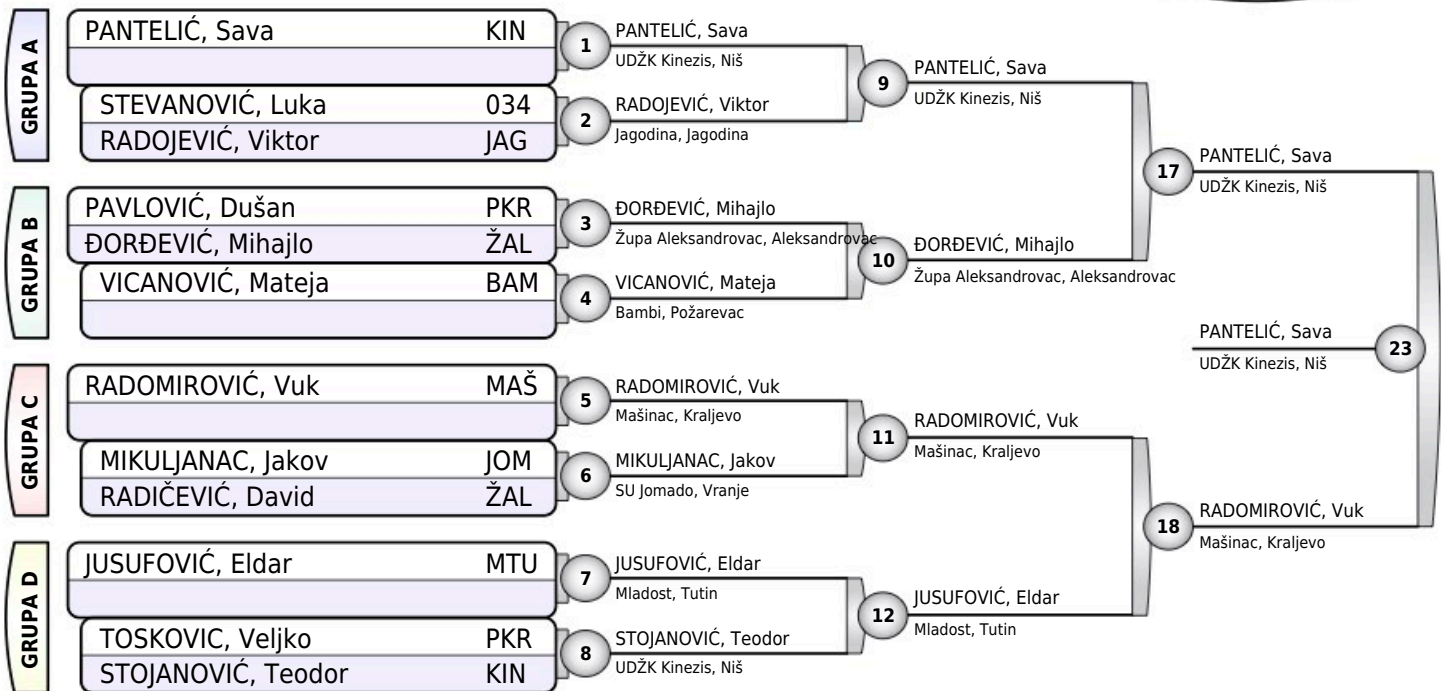 GRUPA A
PANTELIĆ, Sava KIN
STEVANOVIĆ, Luka 034
RADOJEVIĆ, Viktor JAG
GRUPA B
PAVLOVIĆ, Dušan PKR
ĐORĐEVIĆ, Mihajlo ŽAL
VICANOVIĆ, Mateja BAM
GRUPA C
RADOMIROVIĆ, Vuk MAŠ
MIKULJANAC, Jakov JOM
RADIČEVIĆ, David ŽAL
GRUPA D
JUSUFOVIĆ, Eldar MTU
TOSKOVIC, Veljko PKR
STOJANOVIĆ, Teodor KIN
1
PANTELIĆ, Sava
UDŽK Kinezis, Niš
2
RADOJEVIĆ, Viktor
Jagodina, Jagodina
3
ĐORĐEVIĆ, Mihajlo
Župa Aleksandrovac, Aleksandrovac
4
VICANOVIĆ, Mateja
Bambi, Požarevac
5
RADOMIROVIĆ, Vuk
Mašinac, Kraljevo
6
MIKULJANAC, Jakov
SU Jomado, Vranje
7
JUSUFOVIĆ, Eldar
Mladost, Tutin
8
STOJANOVIĆ, Teodor
UDŽK Kinezis, Niš
9
PANTELIĆ, Sava
UDŽK Kinezis, Niš
10
ĐORĐEVIĆ, Mihajlo
Župa Aleksandrovac, Aleksandrovac
11
RADOMIROVIĆ, Vuk
Mašinac, Kraljevo
12
JUSUFOVIĆ, Eldar
Mladost, Tutin
17
PANTELIĆ, Sava
UDŽK Kinezis, Niš
18
RADOMIROVIĆ, Vuk
Mašinac, Kraljevo
PANTELIĆ, Sava
UDŽK Kinezis, Niš
23